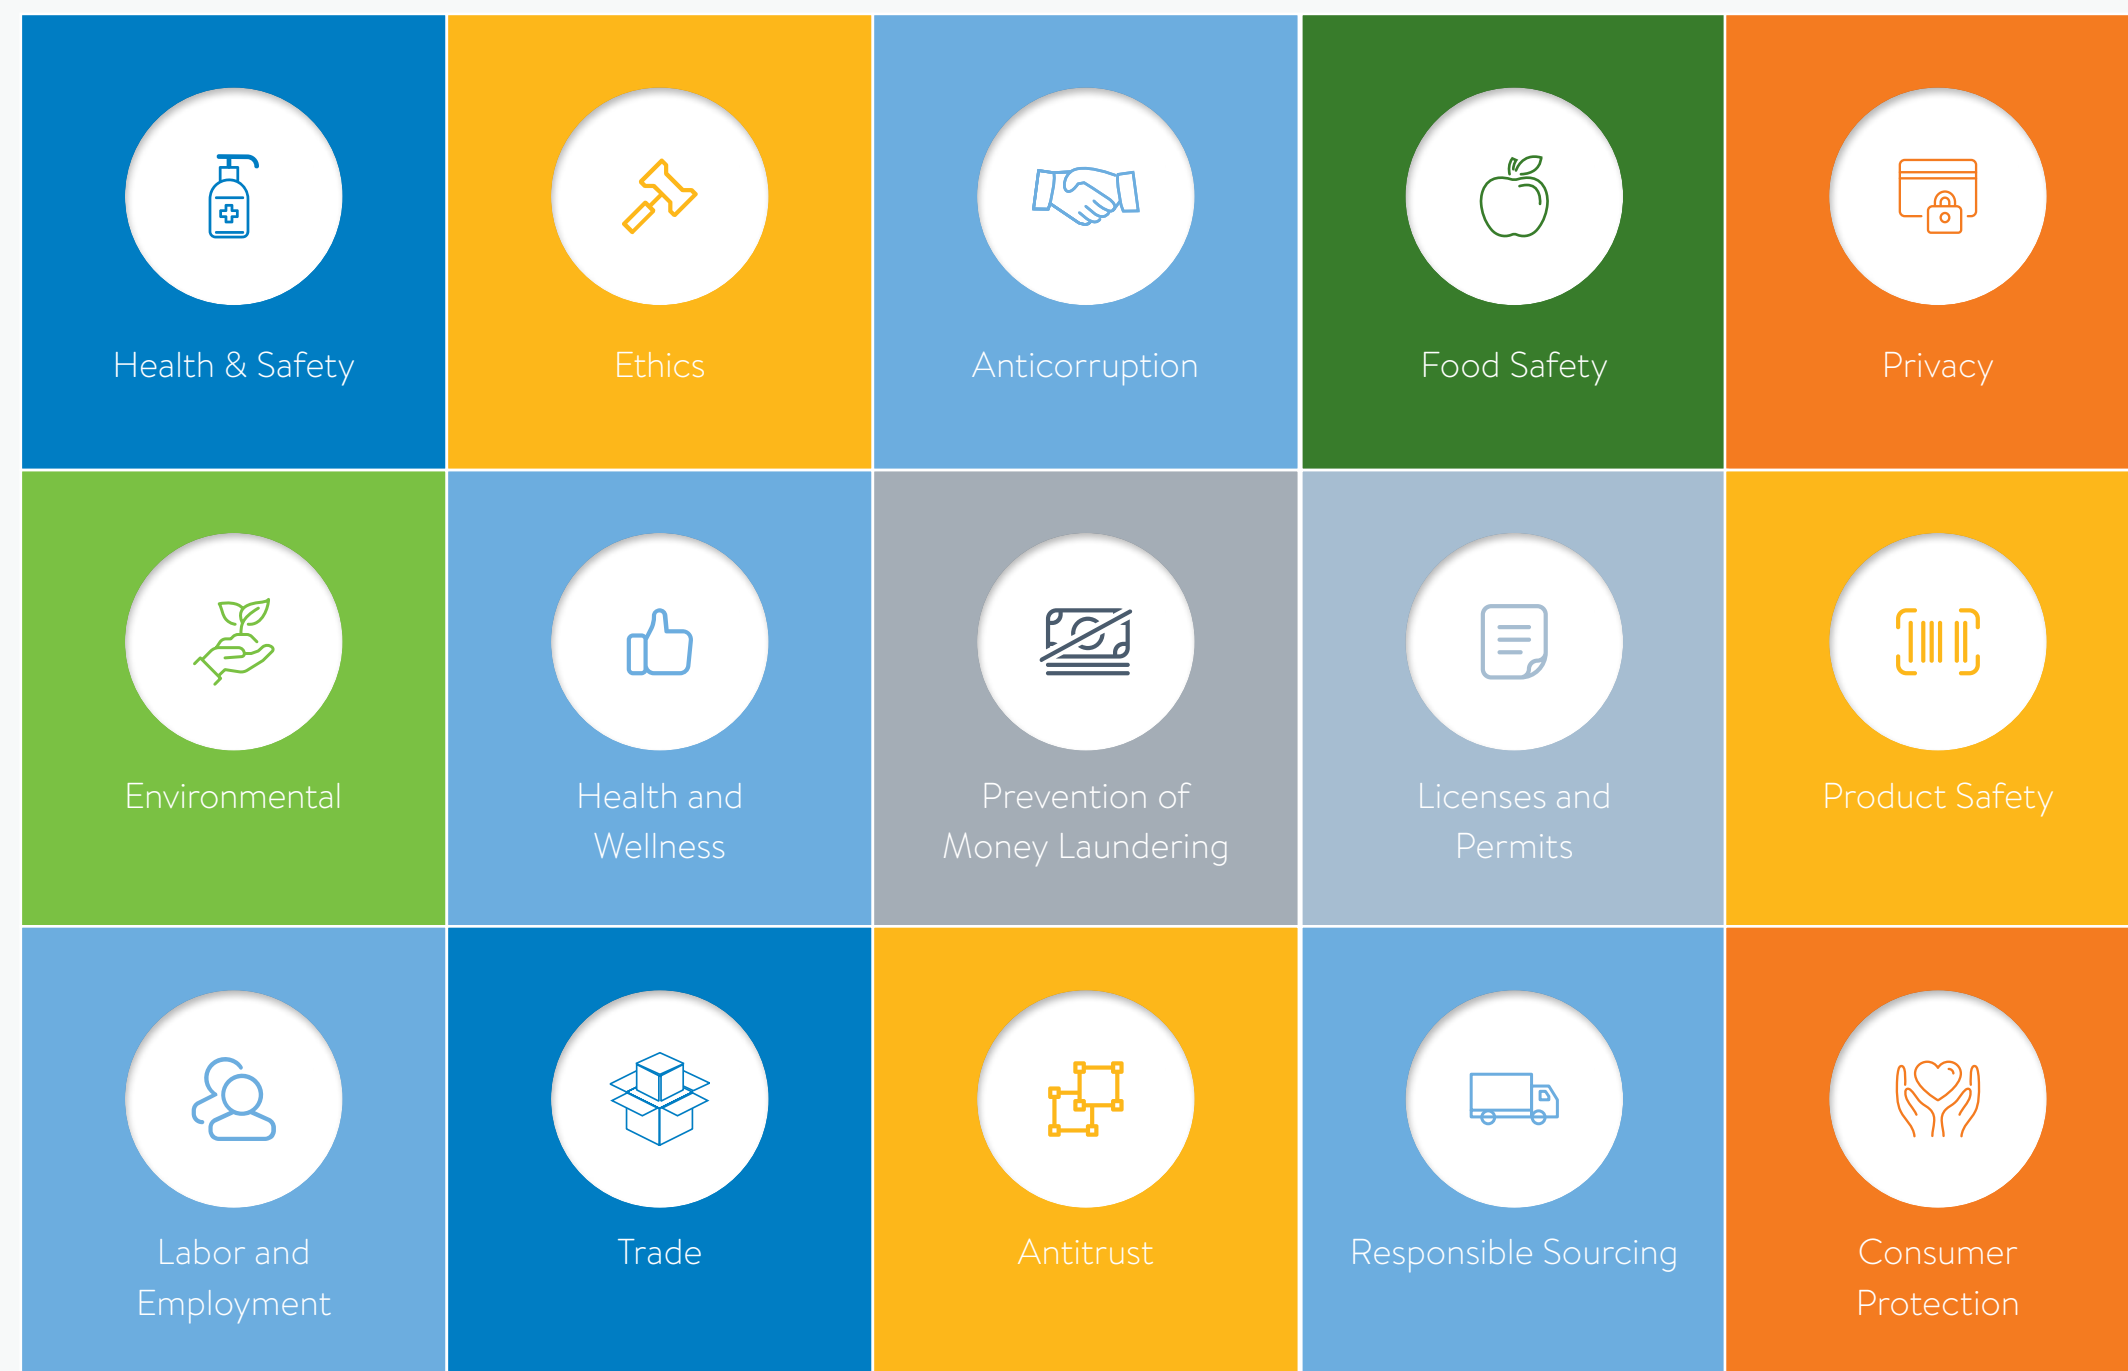 Health & Safety
Ethics
Anticorruption
Food Safety
Privacy
Environmental
Health and
Wellness
Prevention of
Money Laundering
Licenses and
Permits
Product Safety
Labor and
Employment
Trade
Antitrust
Responsible Sourcing
Consumer
Protection